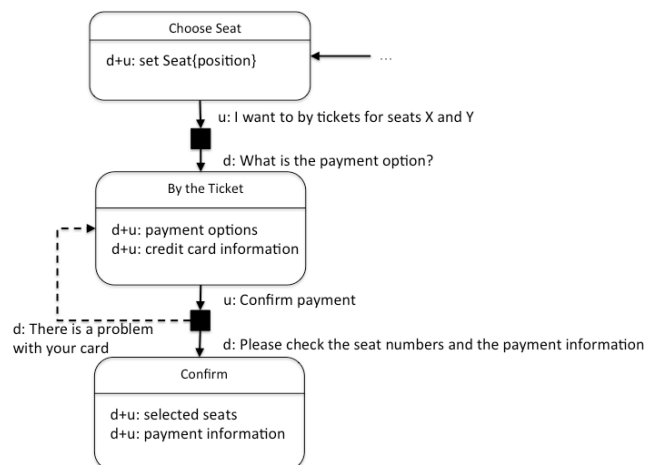 Choose Seat
d+u: set Seat{position}
...
u: I want to by tickets for seats X and Y
d: What is the payment option?
By the Ticket
d+u: payment options
d+u: credit card information
u: Confirm payment
d: There is a problem
with your card
d: Please check the seat numbers and the payment information
Confirm
d+u: selected seats
d+u: payment information